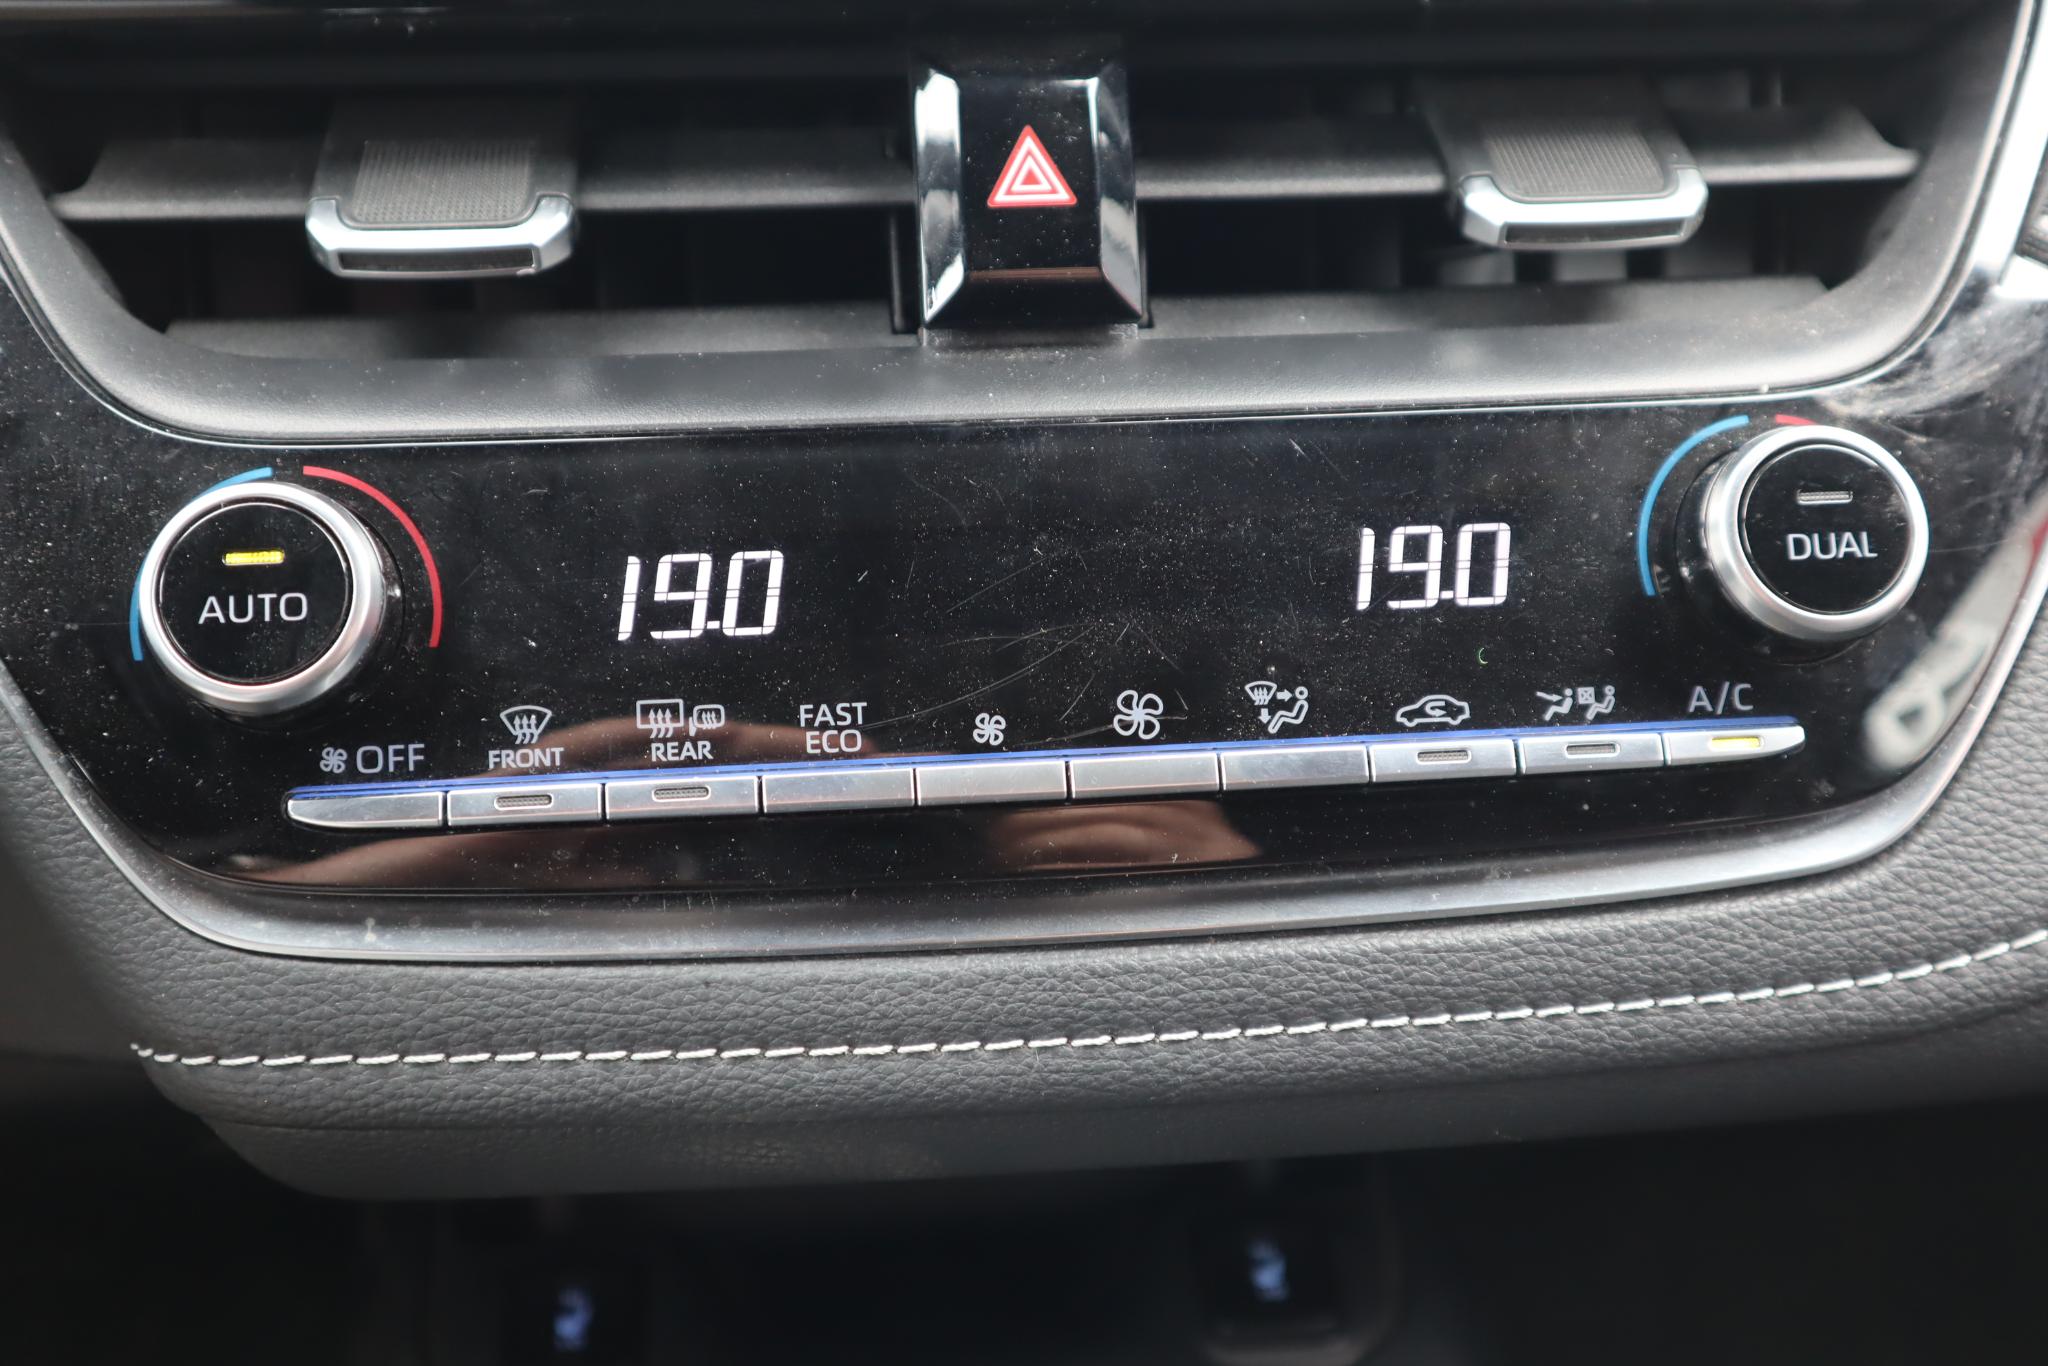 AUTO
19.0
19.0
DUAL
OFF
FRONT
REAR
FAST
ECO
A/C